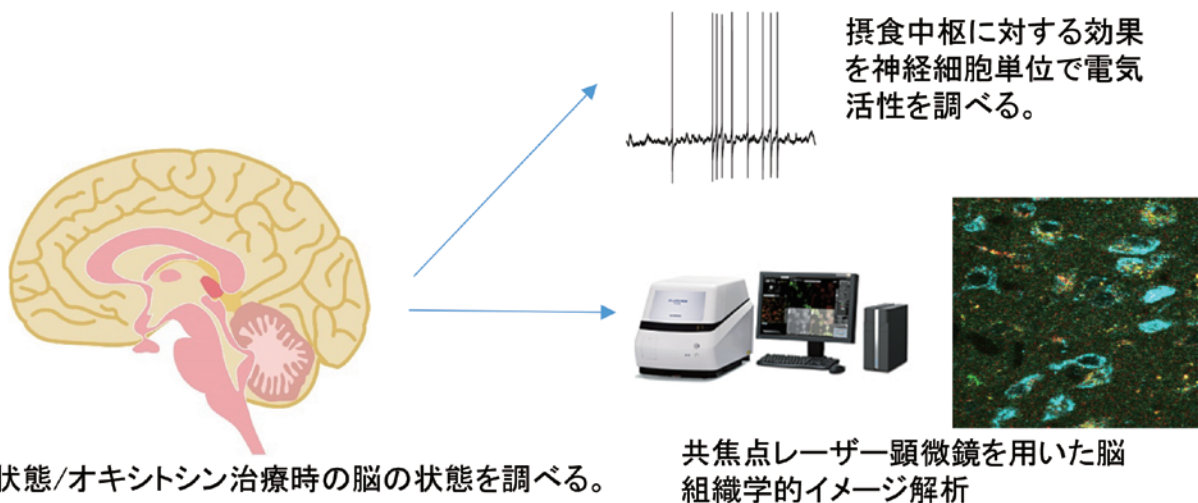 摂食中枢に対する効果
を神経細胞単位で電気
活性を調べる。
状態/オキシトシン治療時の脳の状態を調べる。
共焦点レーザー顕微鏡を用いた脳
組織学的イメージ解析